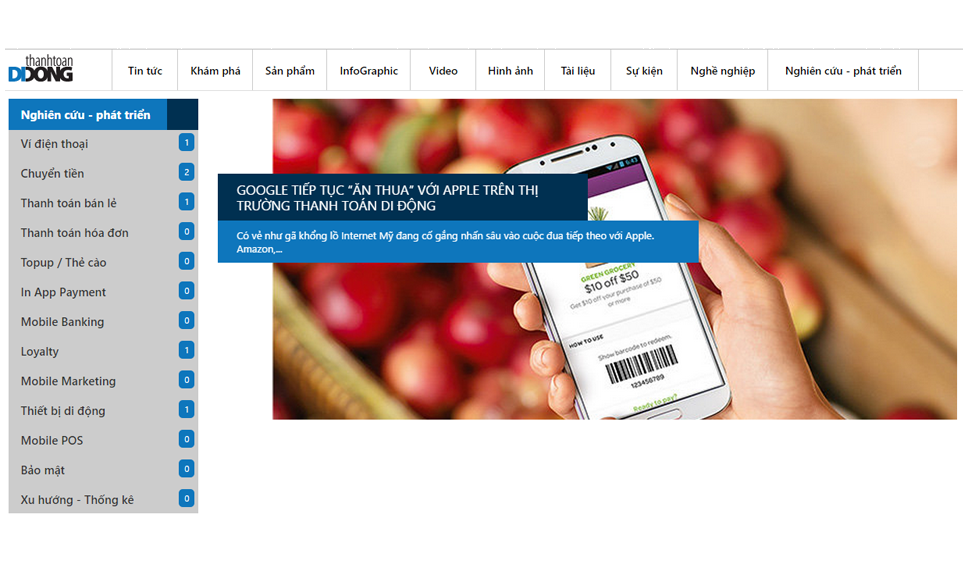 thanhtoan
DIDONG
Tin tức
Khám phá
Sản phẩm
InfoGraphic
Video
Hình ảnh
Tài liệu
Sự kiện
Nghề nghiệp
Nghiên cứu - phát triển
Nghiên cứu - phát triển
Ví điện thoại 1
Chuyển tiền 2
Thanh toán bán lẻ 1
Thanh toán hóa đơn 0
Topup / Thẻ cào 0
In App Payment 0
Mobile Banking 0
Loyalty 1
Mobile Marketing 0
Thiết bị di động 1
Mobile POS 0
Bảo mật 0
Xu hướng - Thống kê 0
GOOGLE TIẾP TỤC “ĂN THUA” VỚI APPLE TRÊN THỊ
TRƯỜNG THANH TOÁN DI ĐỘNG
Có vẻ như gã khổng lồ Internet Mỹ đang cố gắng nhấn sâu vào cuộc đua tiếp theo với Apple.
Amazon,...
6:43
GREEN GROCERY
$10 off $50
Get $10 off your purchase of $50
or more
HOW TO USE
Show barcode to redeem.
123456789
Ready to pay?